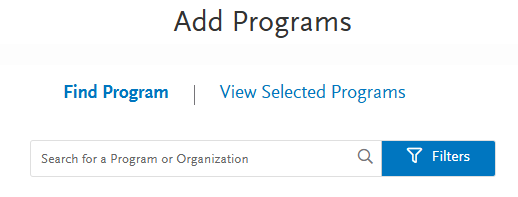 Add Programs
Find Program | View Selected Programs
Search for a Program or Organization Filters